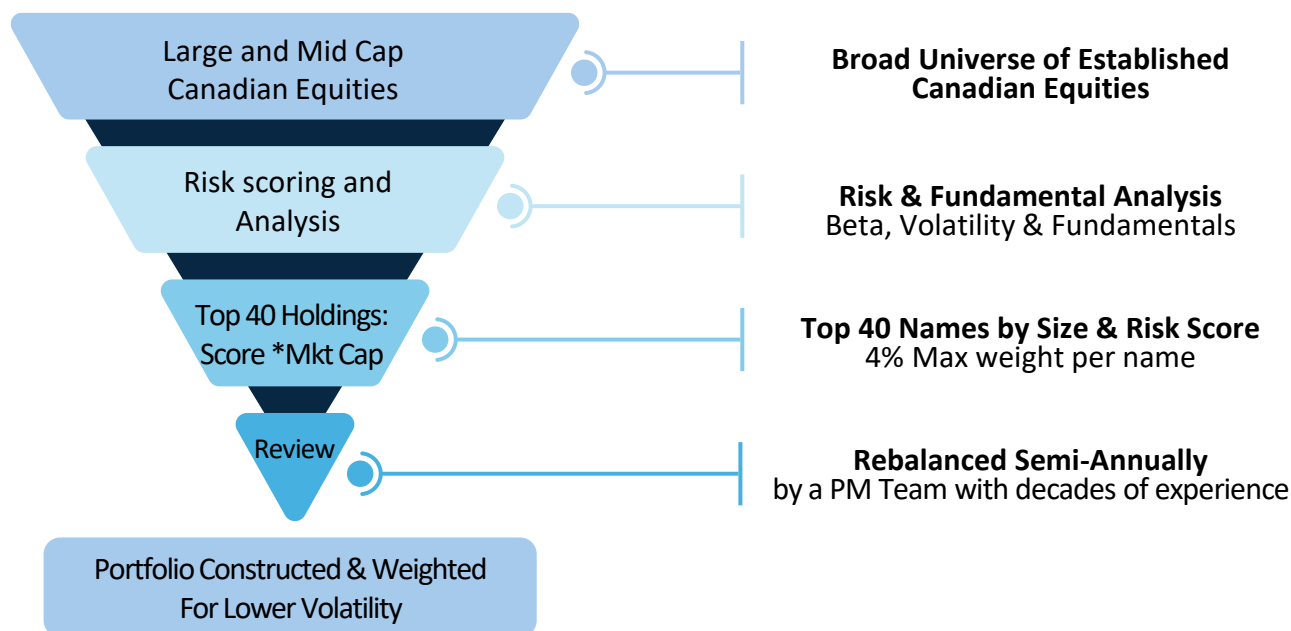 Large and Mid Cap
Canadian Equities
Broad Universe of Established
Canadian Equities
Risk scoring and
Analysis
Risk & Fundamental Analysis
Beta, Volatility & Fundamentals
Top 40 Holdings:
Score *Mkt Cap
Top 40 Names by Size & Risk Score
4% Max weight per name
Review
Rebalanced Semi-Annually
by a PM Team with decades of experience
Portfolio Constructed & Weighted
For Lower Volatility